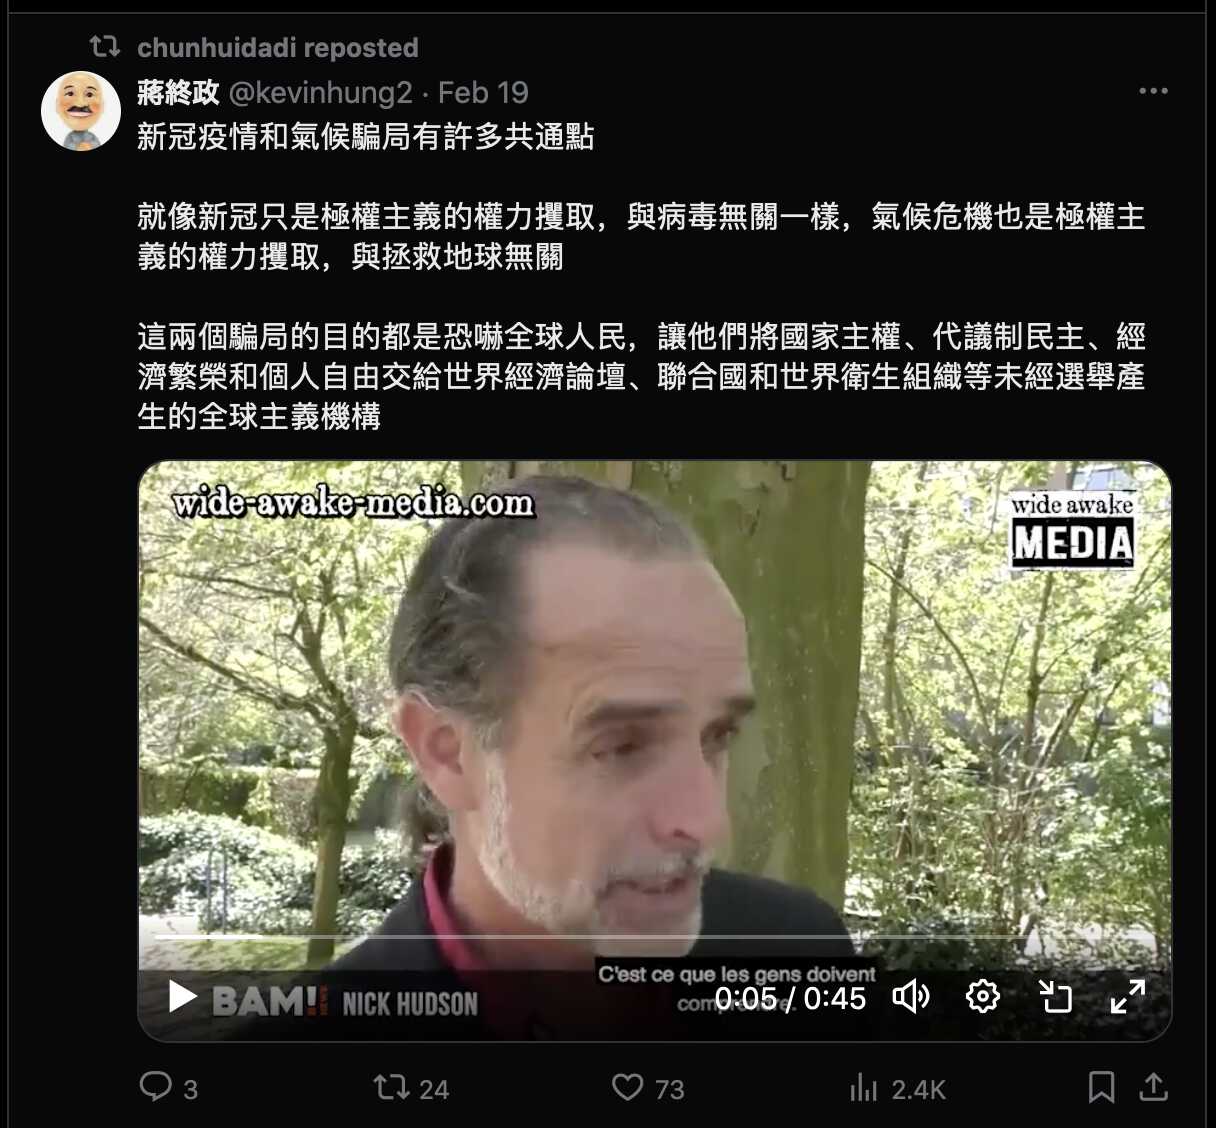 chunhuidadi reposted
蔣終政 @kevinhung2 · Feb 19
新冠疫情和氣候騙局有許多共通點
就像新冠只是極權主義的權力攫取，與病毒無關一樣，氣候危機也是極權主
義的權力攫取，與拯救地球無關
這兩個騙局的目的都是恐嚇全球人民，讓他們將國家主權、代議制民主、經
濟繁榮和個人自由交給世界經濟論壇、聯合國和世界衛生組織等未經選舉產
生的全球主義機構
wide-awake-media.com
wide awake
MEDIA
C'est ce que les gens doivent
comprendre.
BAM! NEWS NICK HUDSON
0:05 / 0:45
3 24 73 2.4K